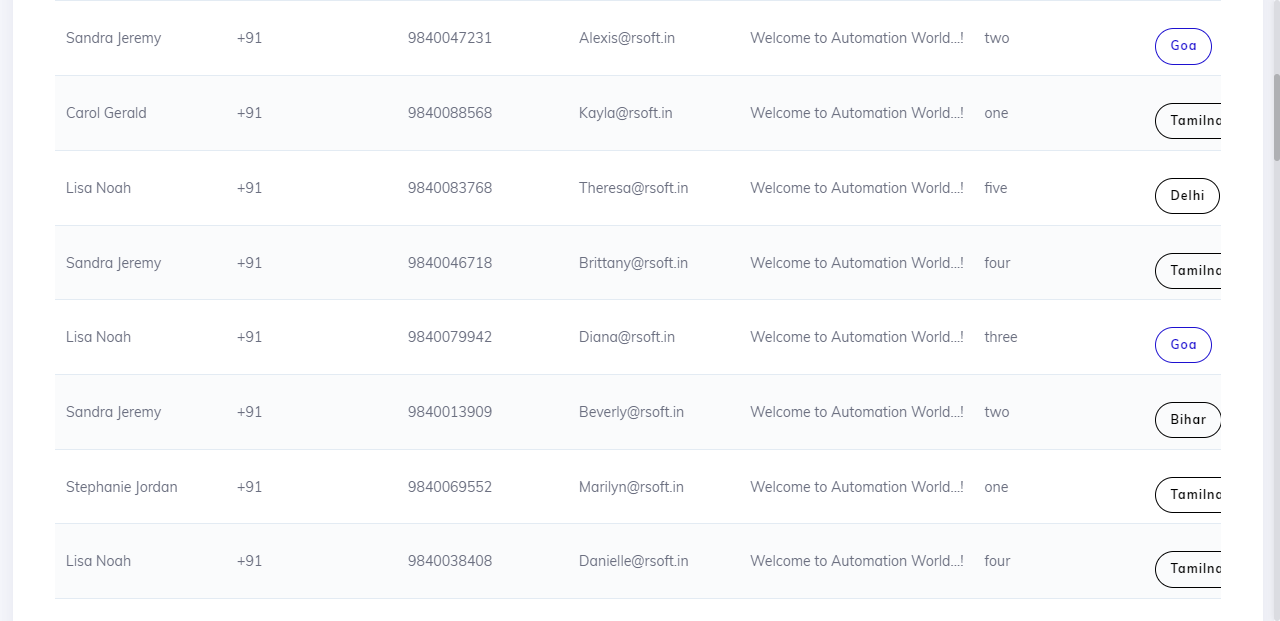 Sandra Jeremy +91 9840047231 Alexis@rsoft.in Welcome to Automation World...! two Goa
Carol Gerald +91 9840088568 Kayla@rsoft.in Welcome to Automation World...! one Tamilna
Lisa Noah +91 9840083768 Theresa@rsoft.in Welcome to Automation World...! five Delhi
Sandra Jeremy +91 9840046718 Brittany@rsoft.in Welcome to Automation World...! four Tamilna
Lisa Noah +91 9840079942 Diana@rsoft.in Welcome to Automation World...! three Goa
Sandra Jeremy +91 9840013909 Beverly@rsoft.in Welcome to Automation World...! two Bihar
Stephanie Jordan +91 9840069552 Marilyn@rsoft.in Welcome to Automation World...! one Tamilna
Lisa Noah +91 9840038408 Danielle@rsoft.in Welcome to Automation World...! four Tamilna